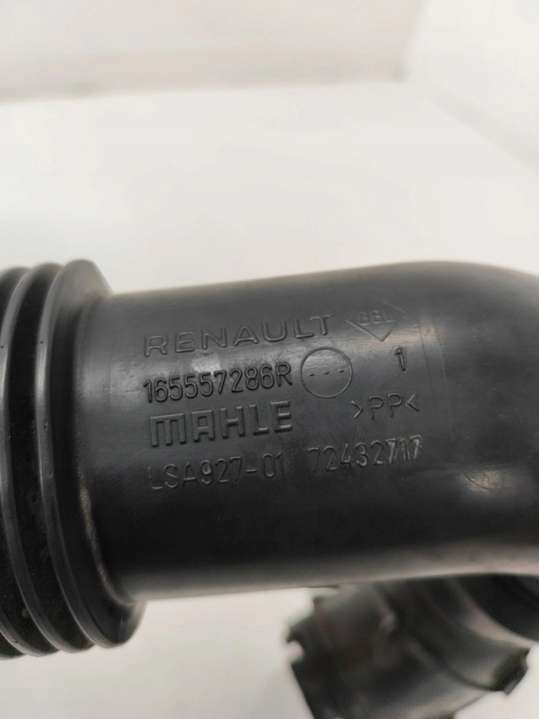 RENAULT
165557286R 1
MAHLE >PP<
LSA927-01 72432717